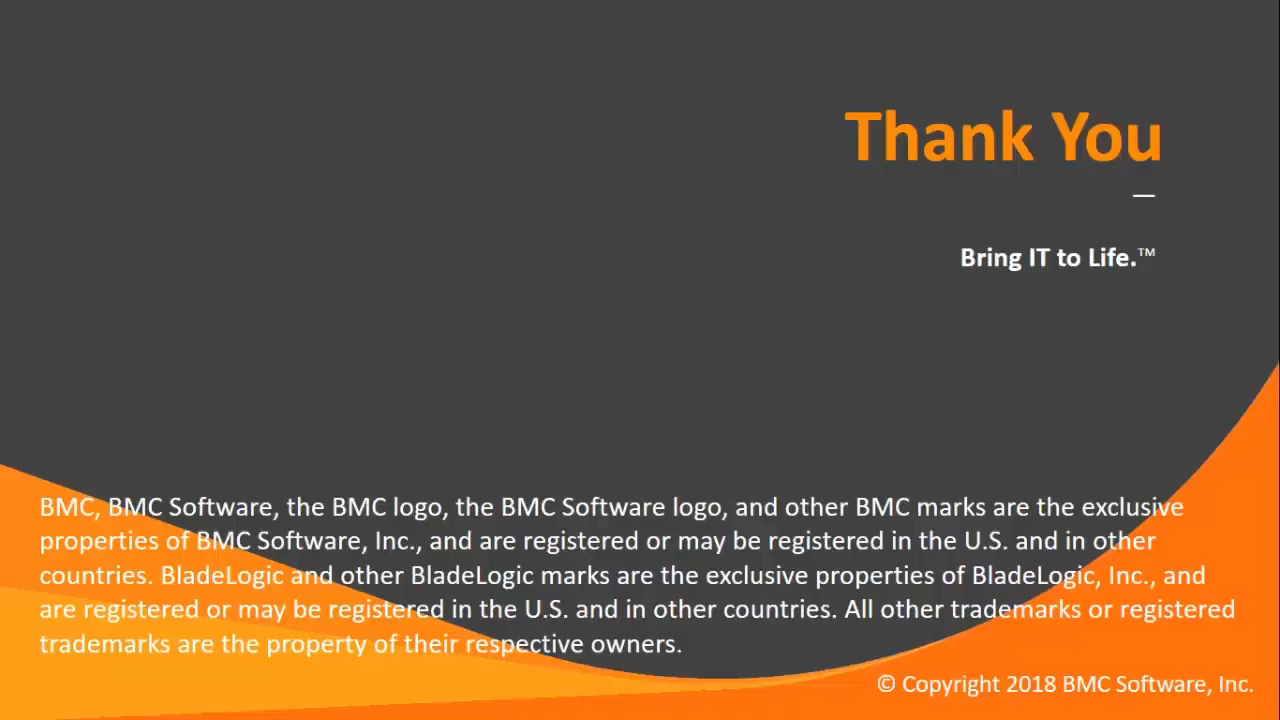 Thank You
—
Bring IT to Life.™
BMC, BMC Software, the BMC logo, the BMC Software logo, and other BMC marks are the exclusive
properties of BMC Software, Inc., and are registered or may be registered in the U.S. and in other
countries. BladeLogic and other BladeLogic marks are the exclusive properties of BladeLogic, Inc., and
are registered or may be registered in the U.S. and in other countries. All other trademarks or registered
trademarks are the property of their respective owners.
© Copyright 2018 BMC Software, Inc.